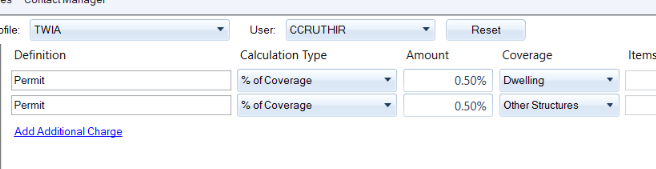 Contact Manager
ofile: TWIA User: CCRUTHIR Reset
Definition Calculation Type Amount Coverage Items
Permit % of Coverage 0.50% Dwelling
Permit % of Coverage 0.50% Other Structures
Add Additional Charge